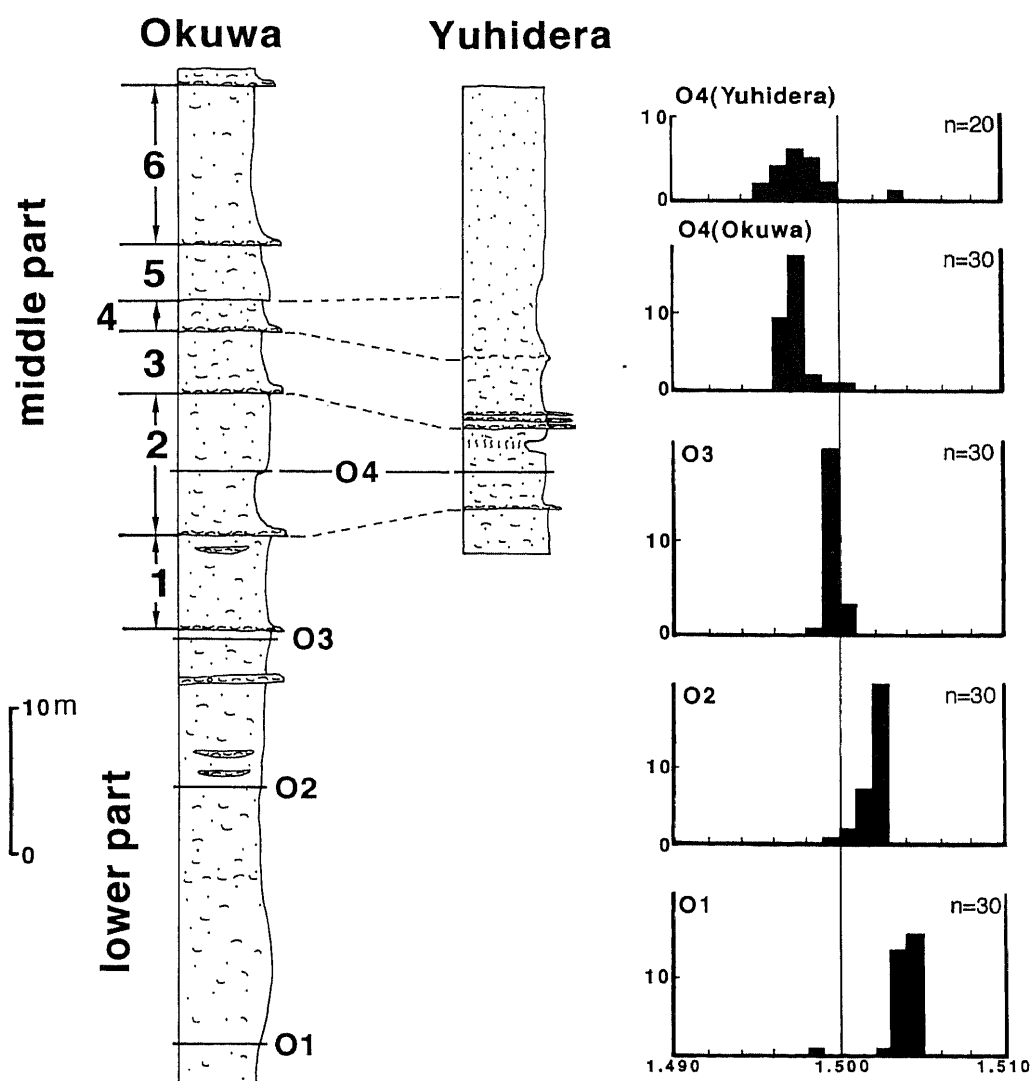 Okuwa
Yuhidera
middle part
lower part
6
5
4
3
2
1
O4
O3
O2
O1
10m
0
O4(Yuhidera)
n=20
10
0
O4(Okuwa)
n=30
10
0
O3
n=30
10
0
O2
n=30
10
0
O1
n=30
10
1.490
1.500
1.510